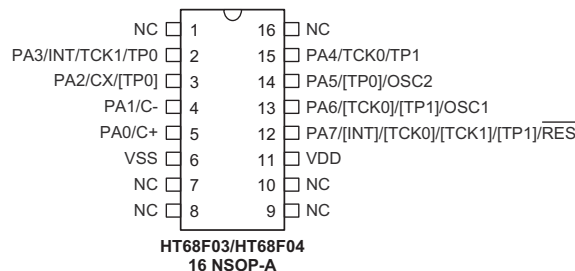 NC 1 16 NC
PA3/INT/TCK1/TP0 2 15 PA4/TCK0/TP1
PA2/CX/[TP0] 3 14 PA5/[TP0]/OSC2
PA1/C- 4 13 PA6/[TCK0]/[TP1]/OSC1
PA0/C+ 5 12 PA7/[INT]/[TCK0]/[TCK1]/[TP1]/RES
VSS 6 11 VDD
NC 7 10 NC
NC 8 9 NC
HT68F03/HT68F04
16 NSOP-A